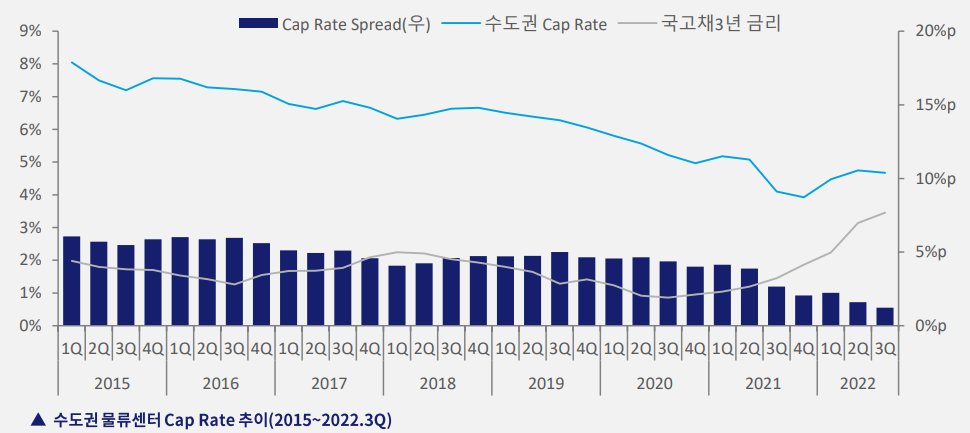 Cap Rate Spread(우) 수도권 Cap Rate 국고채3년 금리
9% 20%p
8%
7% 15%p
6%
5% 10%p
4%
3%
2% 5%p
1%
0% 0%p
1Q 2Q 3Q 4Q 1Q 2Q 3Q 4Q 1Q 2Q 3Q 4Q 1Q 2Q 3Q 4Q 1Q 2Q 3Q 4Q 1Q 2Q 3Q 4Q 1Q 2Q 3Q 4Q 1Q 2Q 3Q
2015 2016 2017 2018 2019 2020 2021 2022
▲ 수도권 물류센터 Cap Rate 추이(2015~2022.3Q)